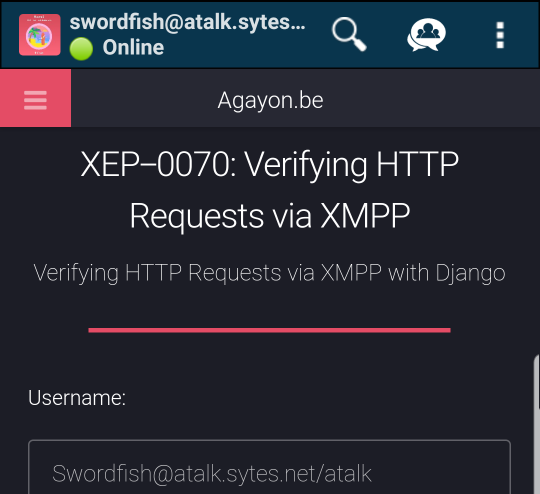 swordfish@atalk.sytes...
Online
Agayon.be
XEP-0070: Verifying HTTP
Requests via XMPP
Verifying HTTP Requests via XMPP with Django
Username:
Swordfish@atalk.sytes.net/atalk